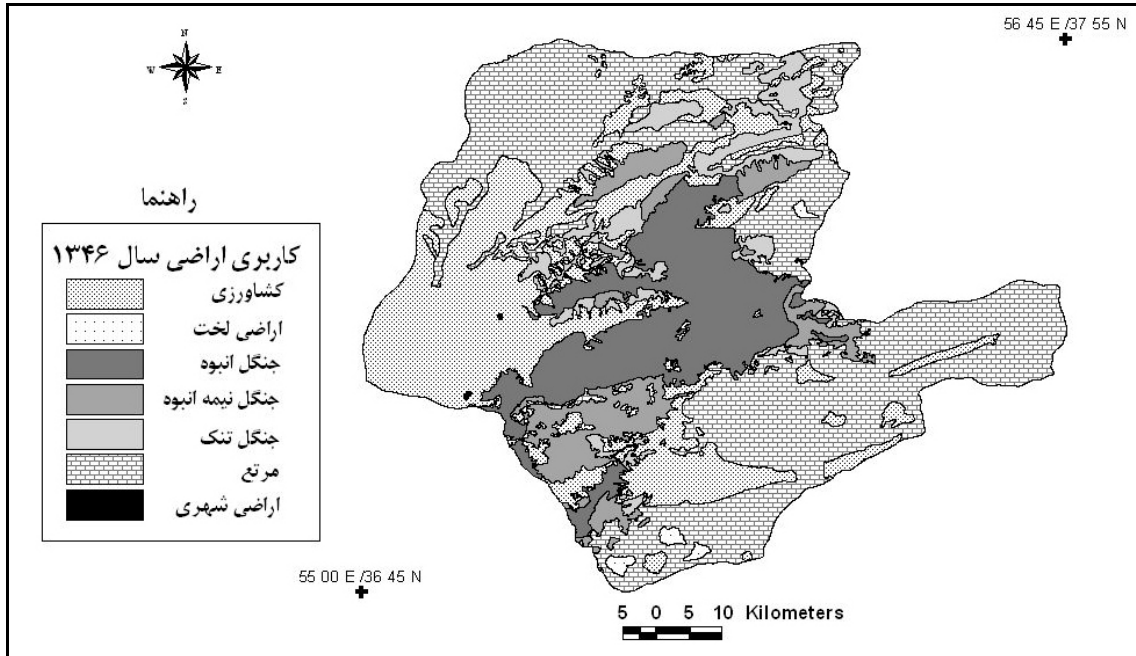 56 45 E /37 55 N
N
W E
S
راهنما
کاربری اراضی سال ۱۳۴۶
کشاورزی
اراضی لخت
جنگل انبوه
جنگل نیمه انبوه
جنگل تنک
مرتع
اراضی شهری
55 00 E /36 45 N
5 0 5 10 Kilometers